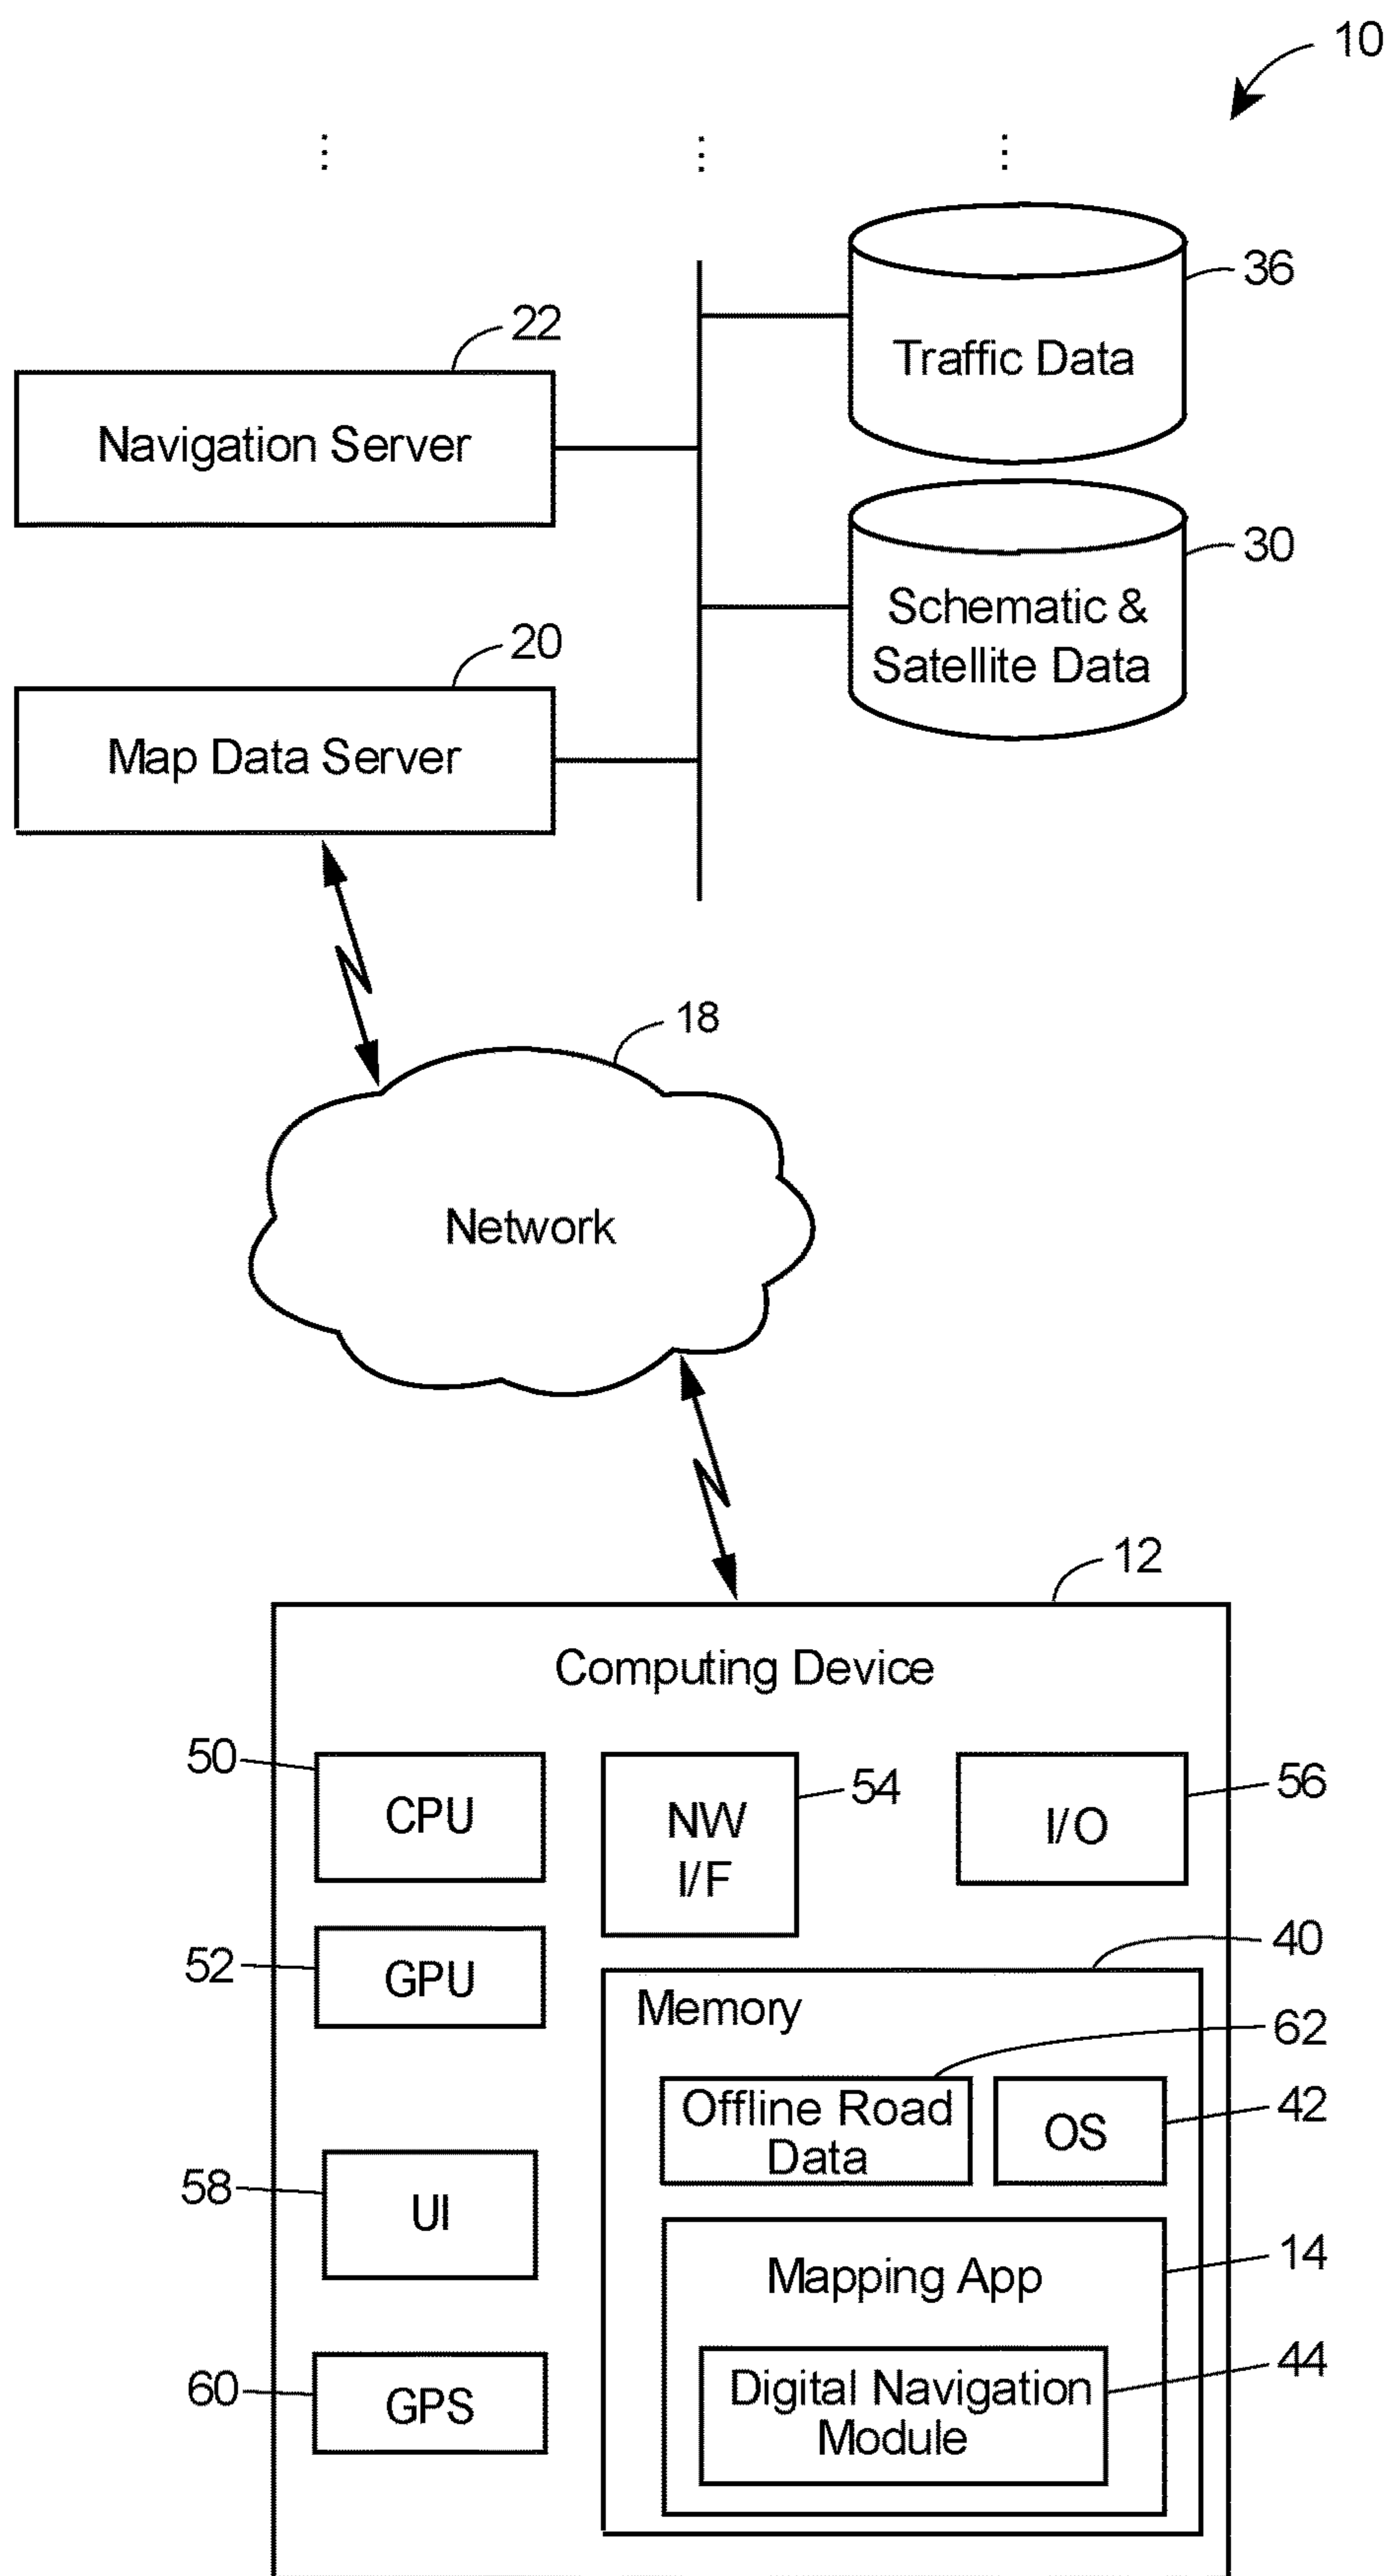 10
36
Traffic Data
22
Navigation Server
30
Schematic &
Satellite Data
20
Map Data Server
18
Network
12
Computing Device
50
CPU
NW
I/F
54
I/O
56
52
GPU
40
Memory
62
Offline Road
Data
OS
42
58
UI
Mapping App
14
60
GPS
Digital Navigation
Module
44